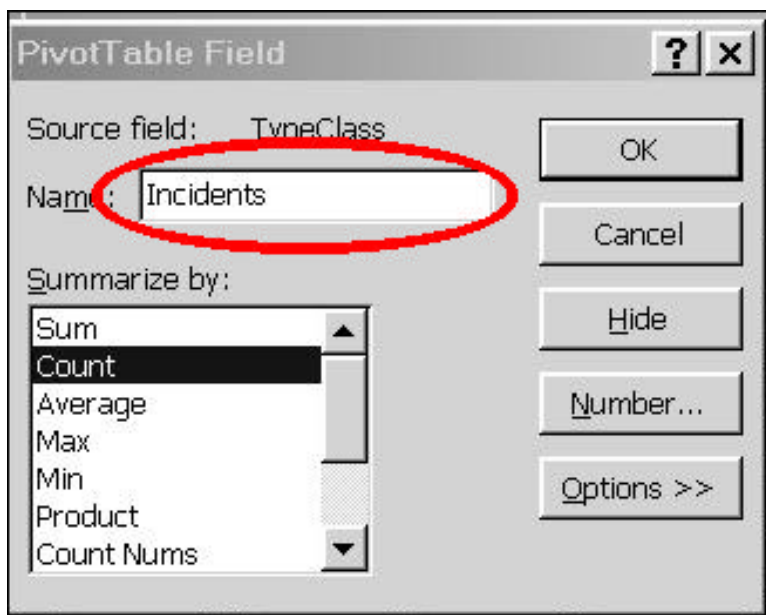 PivotTable Field
Source field: TypeClass
Name: Incidents
Summarize by:
Sum
Count
Average
Max
Min
Product
Count Nums
OK
Cancel
Hide
Number...
Options >>